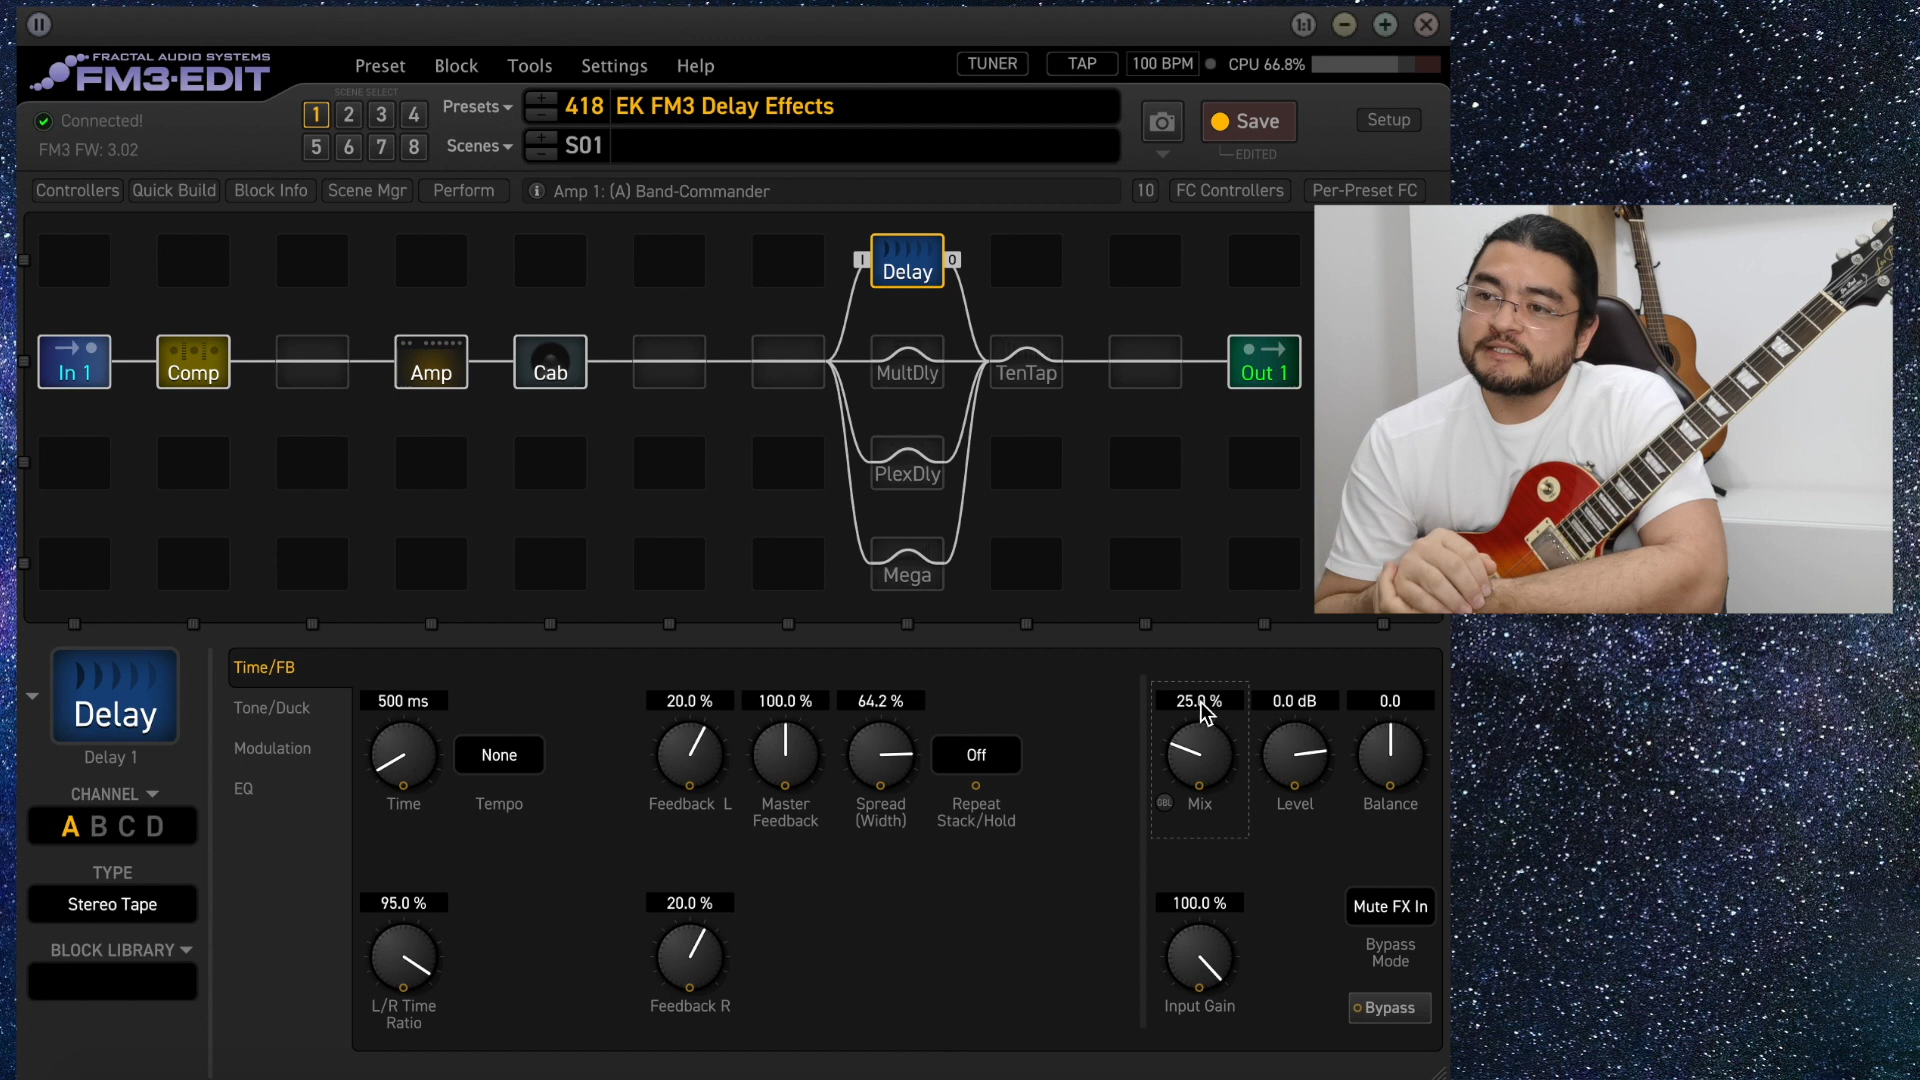 1:1
FRACTAL AUDIO SYSTEMS
FM3-EDIT
Preset Block Tools Settings Help
TUNER TAP 100 BPM CPU 66.8%
SCENE SELECT
Connected!
FM3 FW: 3.02
1 2 3 4
5 6 7 8
Presets 418 EK FM3 Delay Effects
Scenes S01
Save
EDITED
Setup
Controllers Quick Build Block Info Scene Mgr Perform Amp 1: (A) Band-Commander 10 FC Controllers Per-Preset FC
I Delay O
In 1 Comp Amp Cab MultDly TenTap Out 1
PlexDly
Mega
Delay
Delay 1
CHANNEL
A B C D
TYPE
Stereo Tape
BLOCK LIBRARY
Time/FB
Tone/Duck
Modulation
EQ
500 ms 20.0 % 100.0 % 64.2 % 25.0 % 0.0 dB 0.0
None Off
Time Tempo Feedback L Master Feedback Spread (Width) Repeat Stack/Hold GBL Mix Level Balance
95.0 % 20.0 % 100.0 % Mute FX In
Bypass Mode
L/R Time Ratio Feedback R Input Gain Bypass